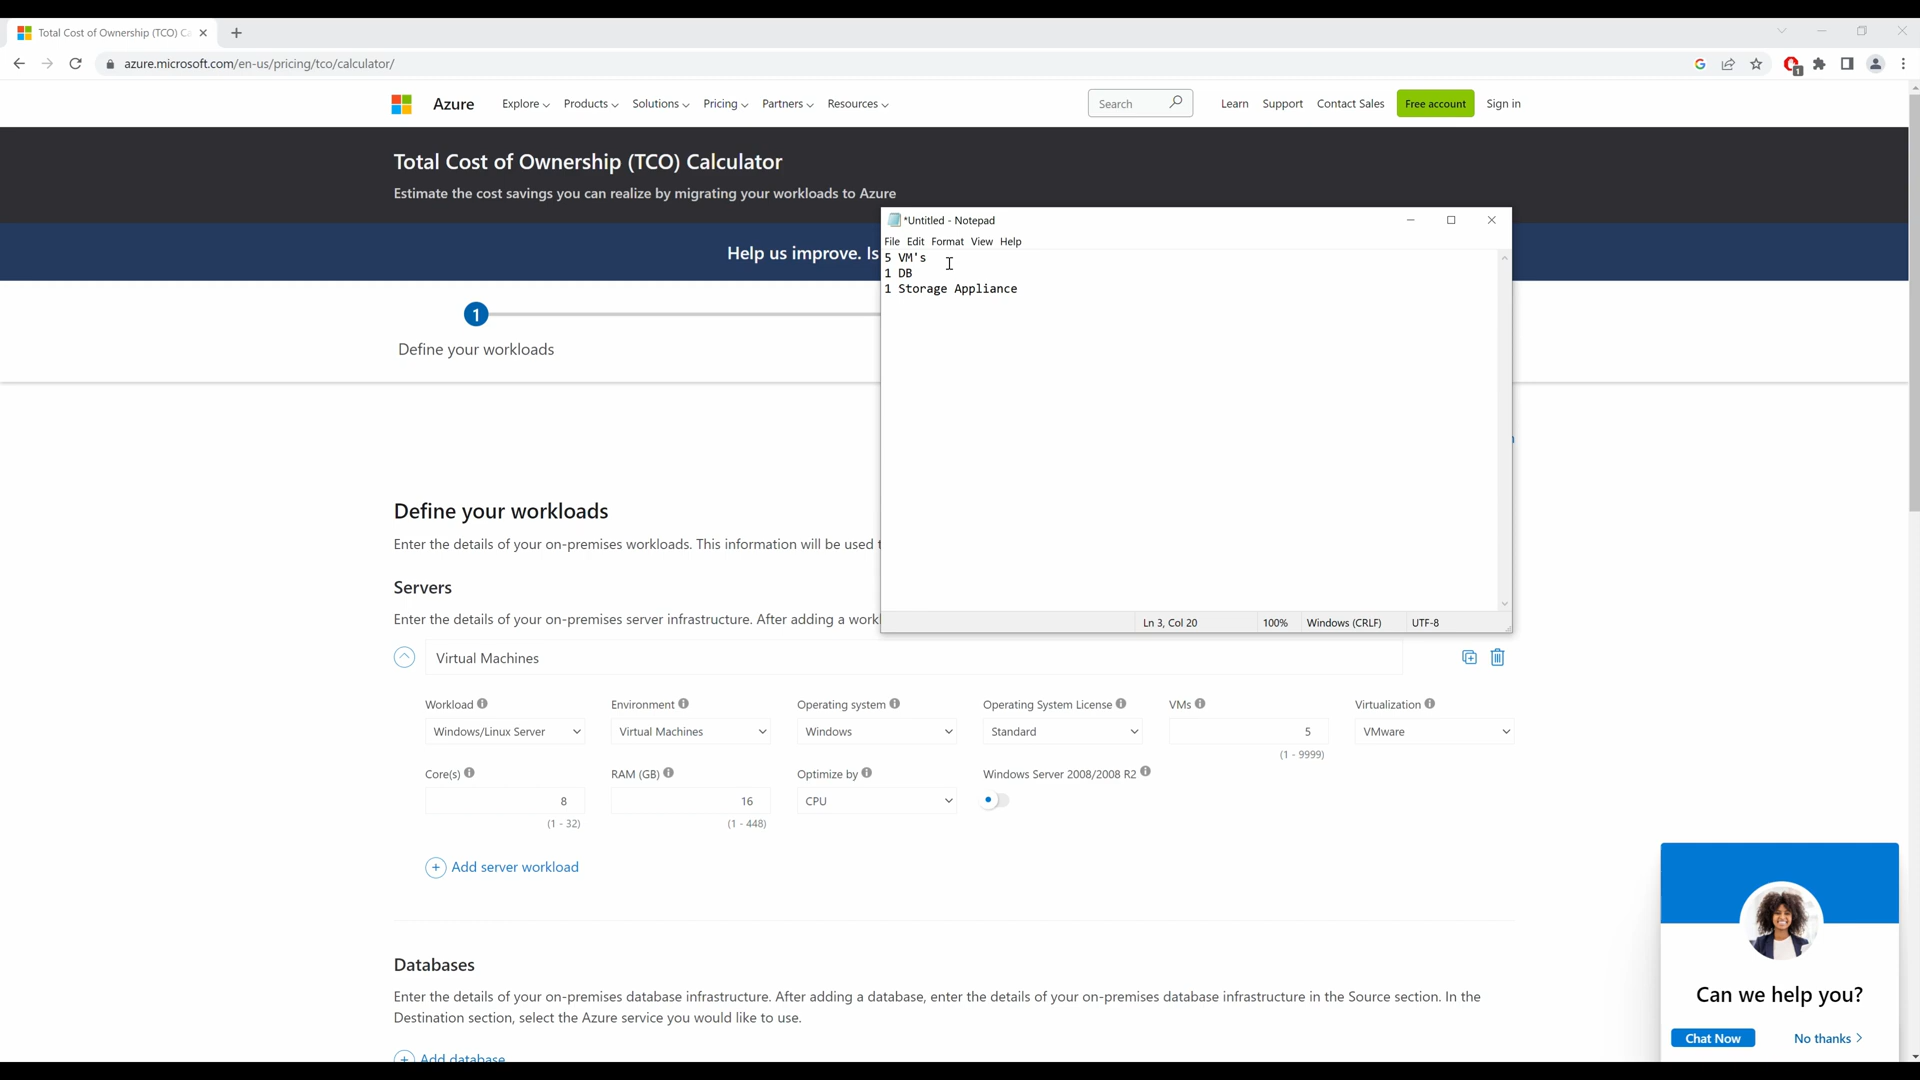 Total Cost of Ownership (TCO) Ca
azure.microsoft.com/en-us/pricing/tco/calculator/
1
Azure Explore Products Solutions Pricing Partners Resources Search Learn Support Contact Sales Free account Sign in
Total Cost of Ownership (TCO) Calculator
Estimate the cost savings you can realize by migrating your workloads to Azure
*Untitled - Notepad
File Edit Format View Help
Help us improve. Is
5 VM's
1 DB
1 Storage Appliance
1
Define your workloads
Define your workloads
Enter the details of your on-premises workloads. This information will be used
Servers
Enter the details of your on-premises server infrastructure. After adding a
Ln 3, Col 20 100% Windows (CRLF) UTF-8
Virtual Machines
Workload Environment Operating system Operating System License VMs Virtualization
Windows/Linux Server Virtual Machines Windows Standard 5 VMware
(1 - 9999)
Core(s) RAM (GB) Optimize by Windows Server 2008/2008 R2
8 16 CPU
(1 - 32) (1 - 448)
Add server workload
Databases
Enter the details of your on-premises database infrastructure. After adding a database, enter the details of your on-premises database infrastructure in the Source section. In the
Destination section, select the Azure service you would like to use.
Add database
Can we help you?
Chat Now No thanks